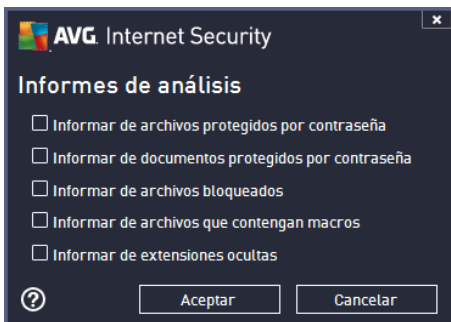 AVG. Internet Security
Informes de análisis
Informar de archivos protegidos por contraseña
Informar de documentos protegidos por contraseña
Informar de archivos bloqueados
Informar de archivos que contengan macros
Informar de extensiones ocultas
? Aceptar Cancelar